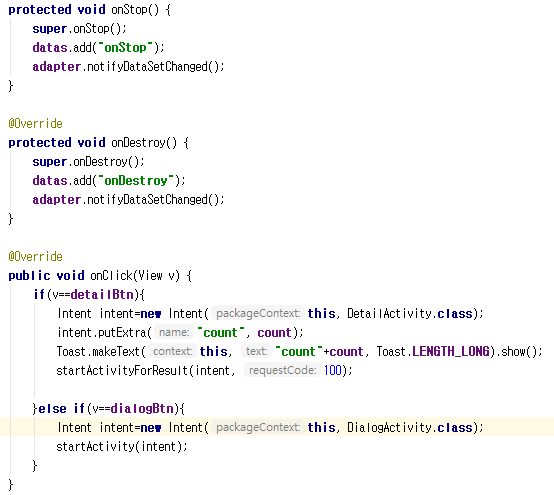 protected void onStop() {
    super.onStop();
    datas.add("onStop");
    adapter.notifyDataSetChanged();
}

@Override
protected void onDestroy() {
    super.onDestroy();
    datas.add("onDestroy");
    adapter.notifyDataSetChanged();
}

@Override
public void onClick(View v) {
    if(v==detailBtn){
        Intent intent=new Intent( packageContext: this, DetailActivity.class);
        intent.putExtra( name: "count", count);
        Toast.makeText( context: this, text: "count"+count, Toast.LENGTH_LONG).show();
        startActivityForResult(intent, requestCode: 100);

    }else if(v==dialogBtn){
        Intent intent=new Intent( packageContext: this, DialogActivity.class);
        startActivity(intent);
    }
}